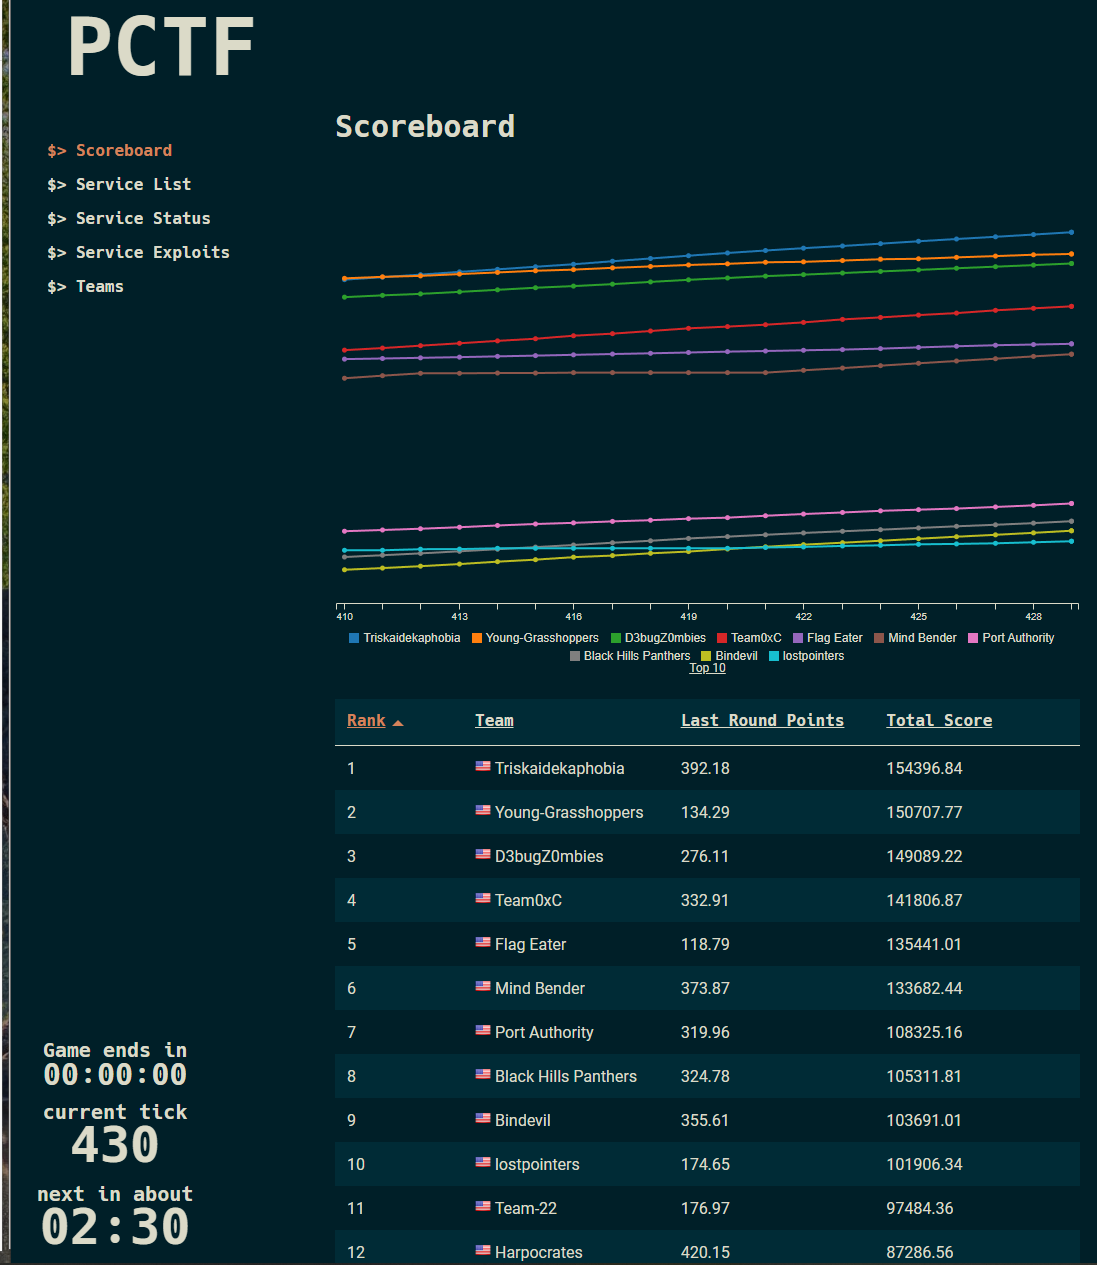 PCTF
Scoreboard
$> Scoreboard
$> Service List
$> Service Status
$> Service Exploits
$> Teams
410 413 416 419 422 425 428
Triskaidekaphobia Young-Grasshoppers D3bugZ0mbies Team0xC Flag Eater Mind Bender Port Authority
Black Hills Panthers Bindevil lostpointers
Top 10
Rank Team Last Round Points Total Score
1 Triskaidekaphobia 392.18 154396.84
2 Young-Grasshoppers 134.29 150707.77
3 D3bugZ0mbies 276.11 149089.22
4 Team0xC 332.91 141806.87
5 Flag Eater 118.79 135441.01
6 Mind Bender 373.87 133682.44
7 Port Authority 319.96 108325.16
8 Black Hills Panthers 324.78 105311.81
9 Bindevil 355.61 103691.01
10 lostpointers 174.65 101906.34
11 Team-22 176.97 97484.36
12 Harpocrates 420.15 87286.56
Game ends in
00:00:00
current tick
430
next in about
02:30